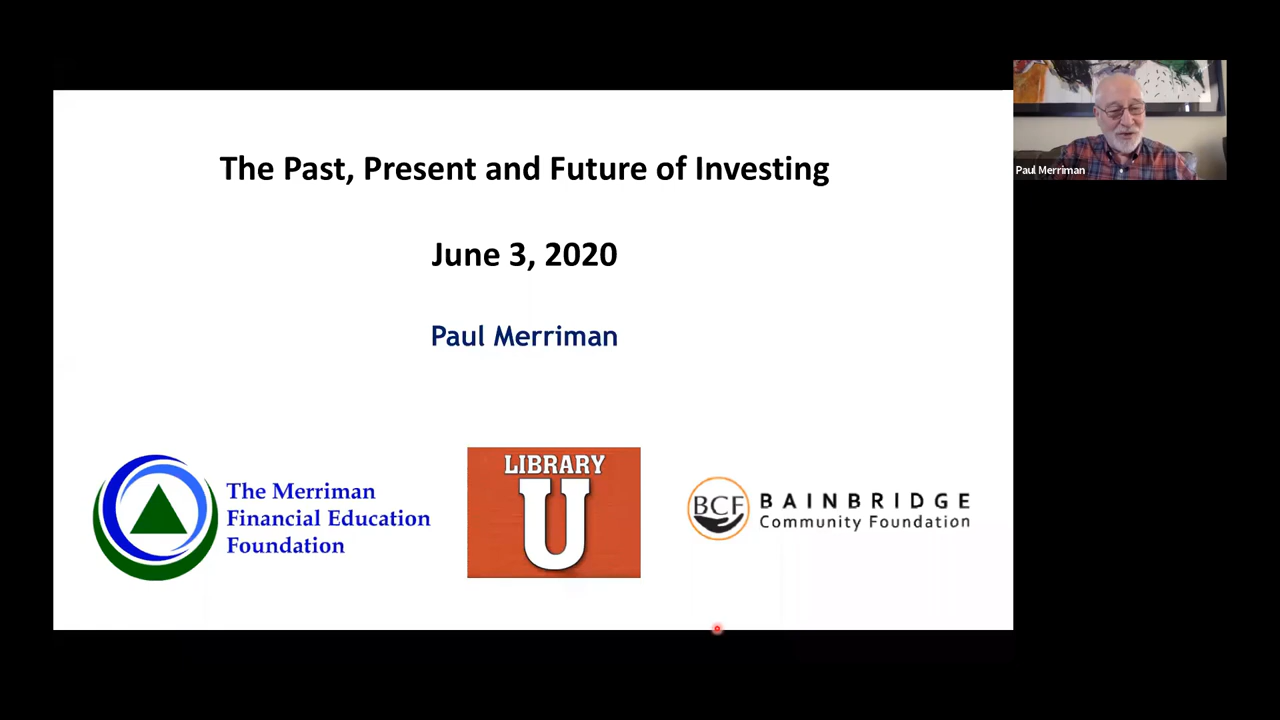 The Past, Present and Future of Investing
June 3, 2020
Paul Merriman
The Merriman
Financial Education
Foundation
LIBRARY
U
BCF
BAINBRIDGE
Community Foundation
Paul Merriman